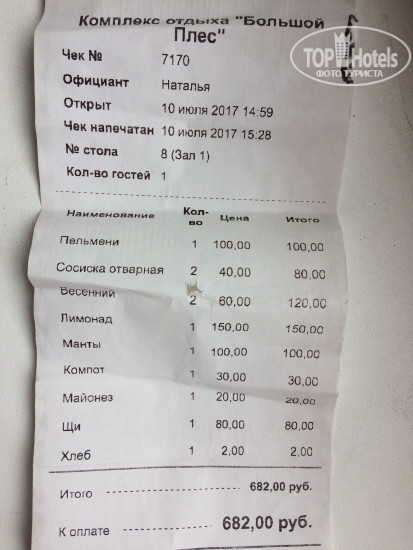 TOP Hotels
ФОТО ТУРИСТА
Комплекс отдыха "Большой
Плес"
Чек № 7170
Официант Наталья
Открыт 10 июля 2017 14:59
Чек напечатан 10 июля 2017 15:28
№ стола 8 (Зал 1)
Кол-во гостей 1
Наименование Кол-во Цена Итого
Пельмени 1 100,00 100,00
Сосиска отварная 2 40,00 80,00
Весенний 2 60,00 120,00
Лимонад 1 150,00 150,00
Манты 1 100,00 100,00
Компот 1 30,00 30,00
Майонез 1 20,00 20,00
Щи 1 80,00 80,00
Хлеб 1 2,00 2,00
Итого 682,00 руб.
К оплате 682,00 руб.